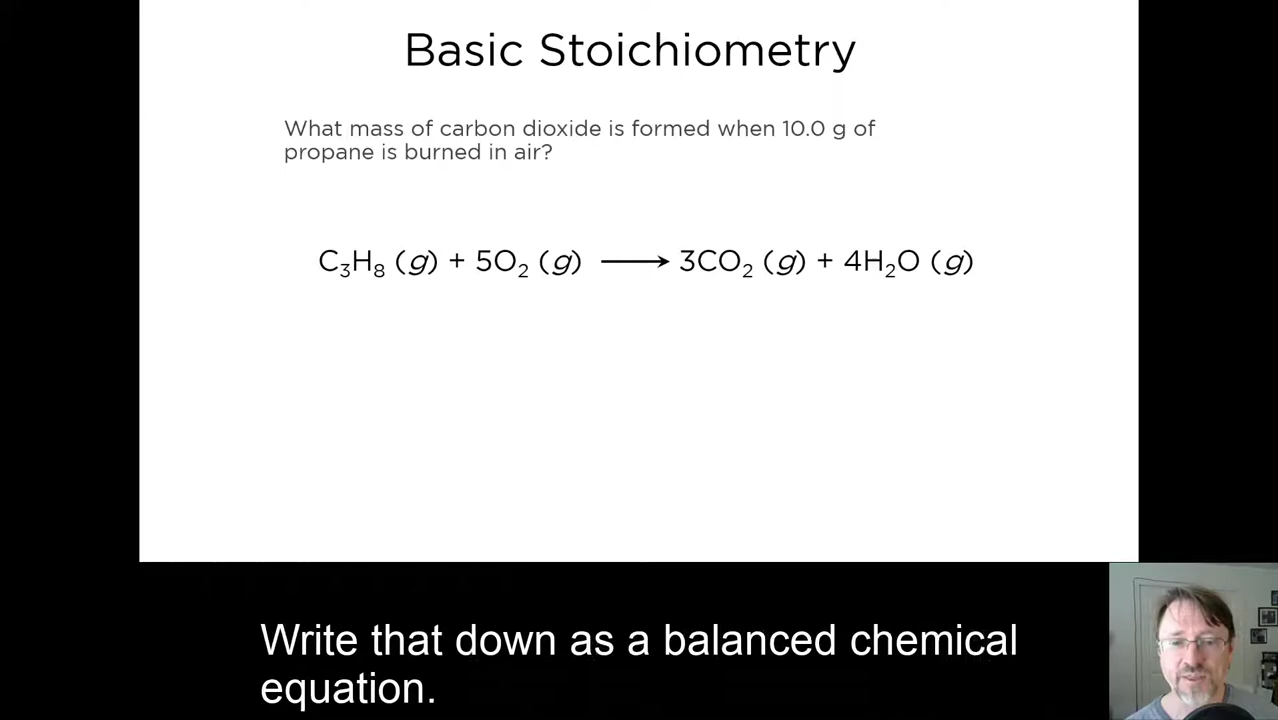 Basic Stoichiometry
What mass of carbon dioxide is formed when 10.0 g of
propane is burned in air?
C₃H₈ (g) + 5O₂ (g) ⟶ 3CO₂ (g) + 4H₂O (g)
Write that down as a balanced chemical
equation.